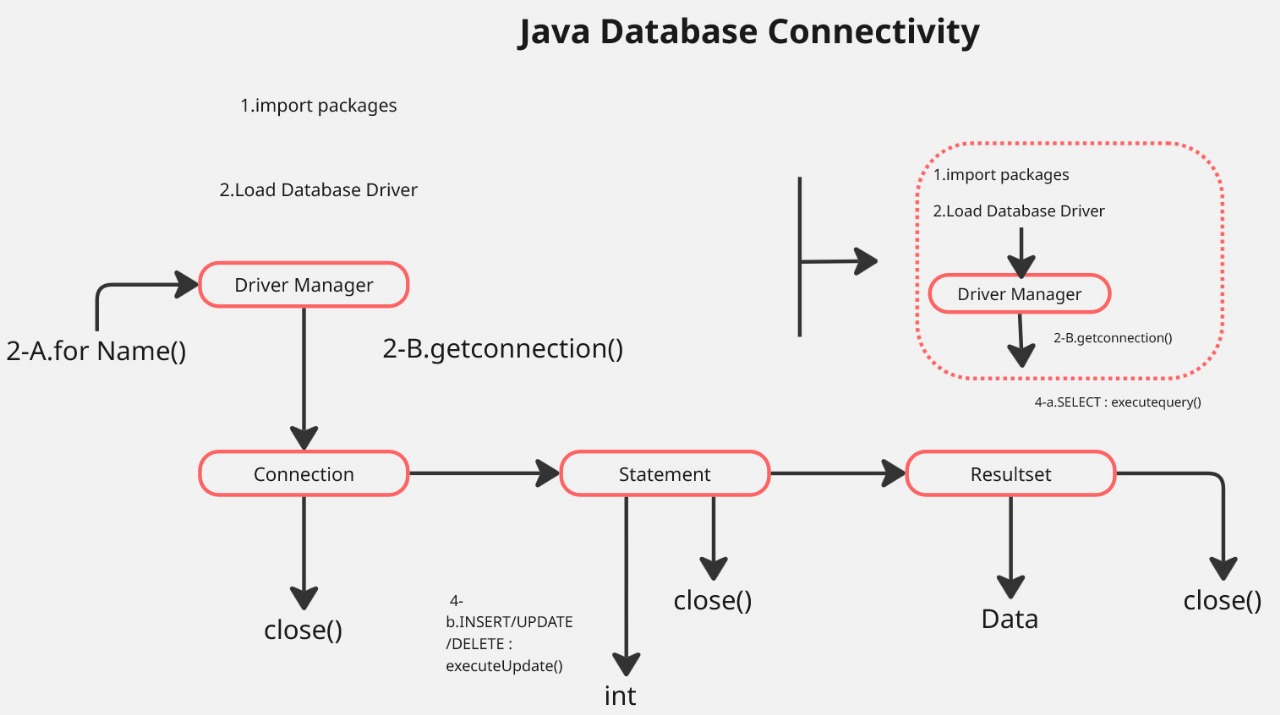 Java Database Connectivity
1.import packages
2.Load Database Driver
Driver Manager
2-A.for Name()
2-B.getconnection()
1.import packages
2.Load Database Driver
Driver Manager
2-B.getconnection()
4-a.SELECT : executequery()
Connection
Statement
Resultset
close()
4-
b.INSERT/UPDATE
/DELETE :
executeUpdate()
int
close()
Data
close()